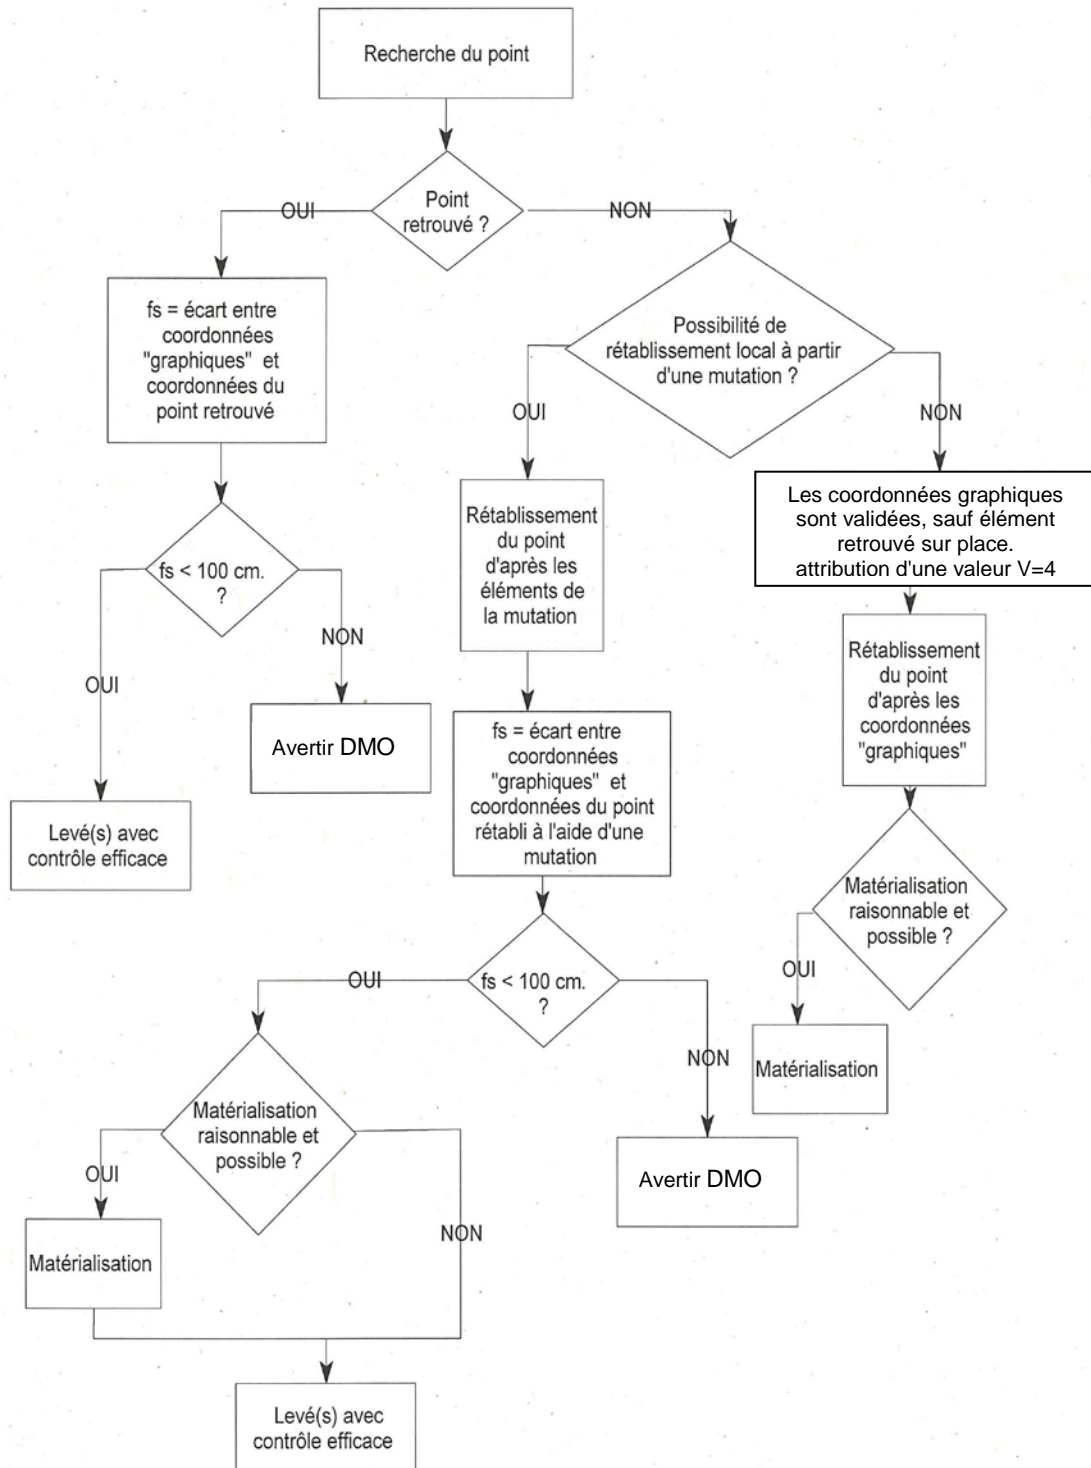 Recherche du point
Point
retrouvé ?
OUI
NON
fs = écart entre
coordonnées
"graphiques" et
coordonnées du
point retrouvé
Possibilité de
rétablissement local à partir
d'une mutation ?
OUI
NON
fs < 100 cm.
?
OUI
NON
Avertir DMO
Levé(s) avec
contrôle efficace
Rétablissement
du point
d'après les
éléments de
la mutation
Les coordonnées graphiques
sont validées, sauf élément
retrouvé sur place.
attribution d'une valeur V=4
Rétablissement
du point
d'après les
coordonnées
"graphiques"
fs = écart entre
coordonnées
"graphiques" et
coordonnées du point
rétabli à l'aide d'une
mutation
Matérialisation
raisonnable et
possible ?
OUI
Matérialisation
fs < 100 cm.
?
OUI
NON
Avertir DMO
Matérialisation
raisonnable et
possible ?
OUI
NON
Matérialisation
Levé(s) avec
contrôle efficace